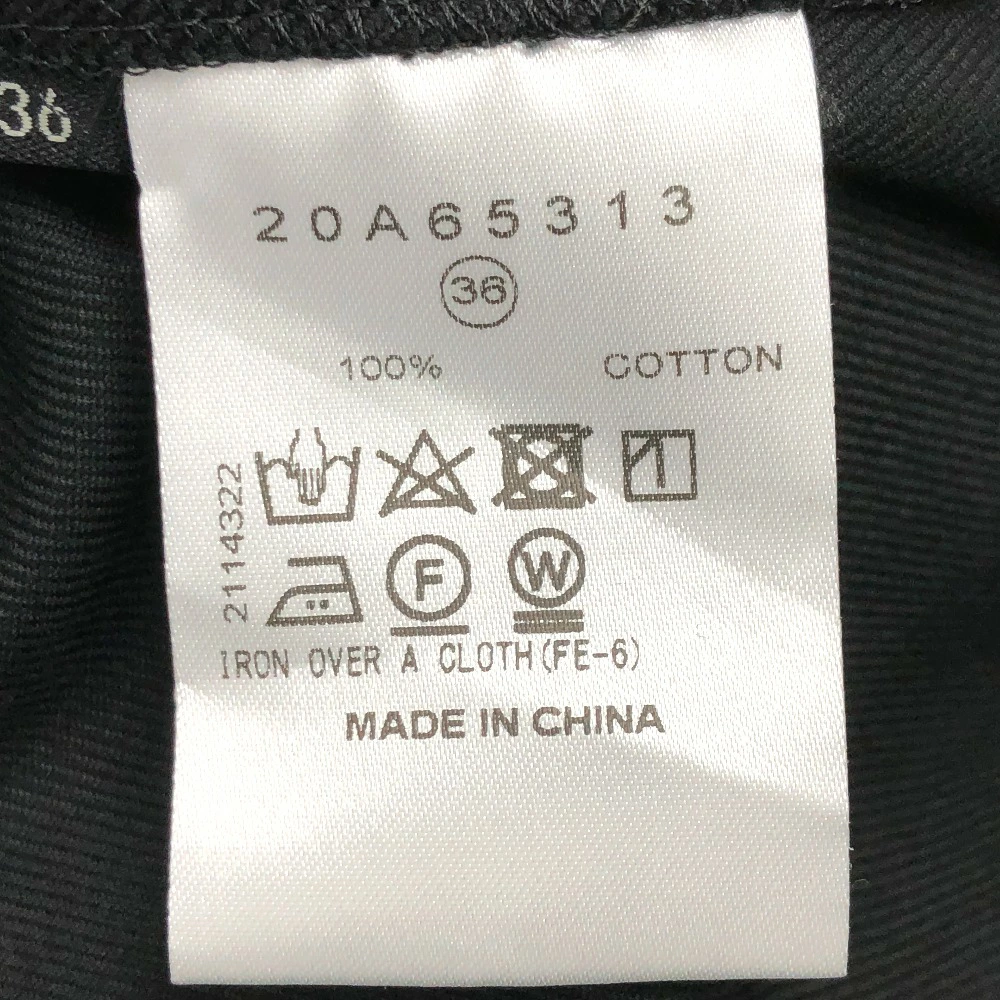 36
20A65313
36
100% COTTON
2114322
F W
IRON OVER A CLOTH(FE-6)
MADE IN CHINA